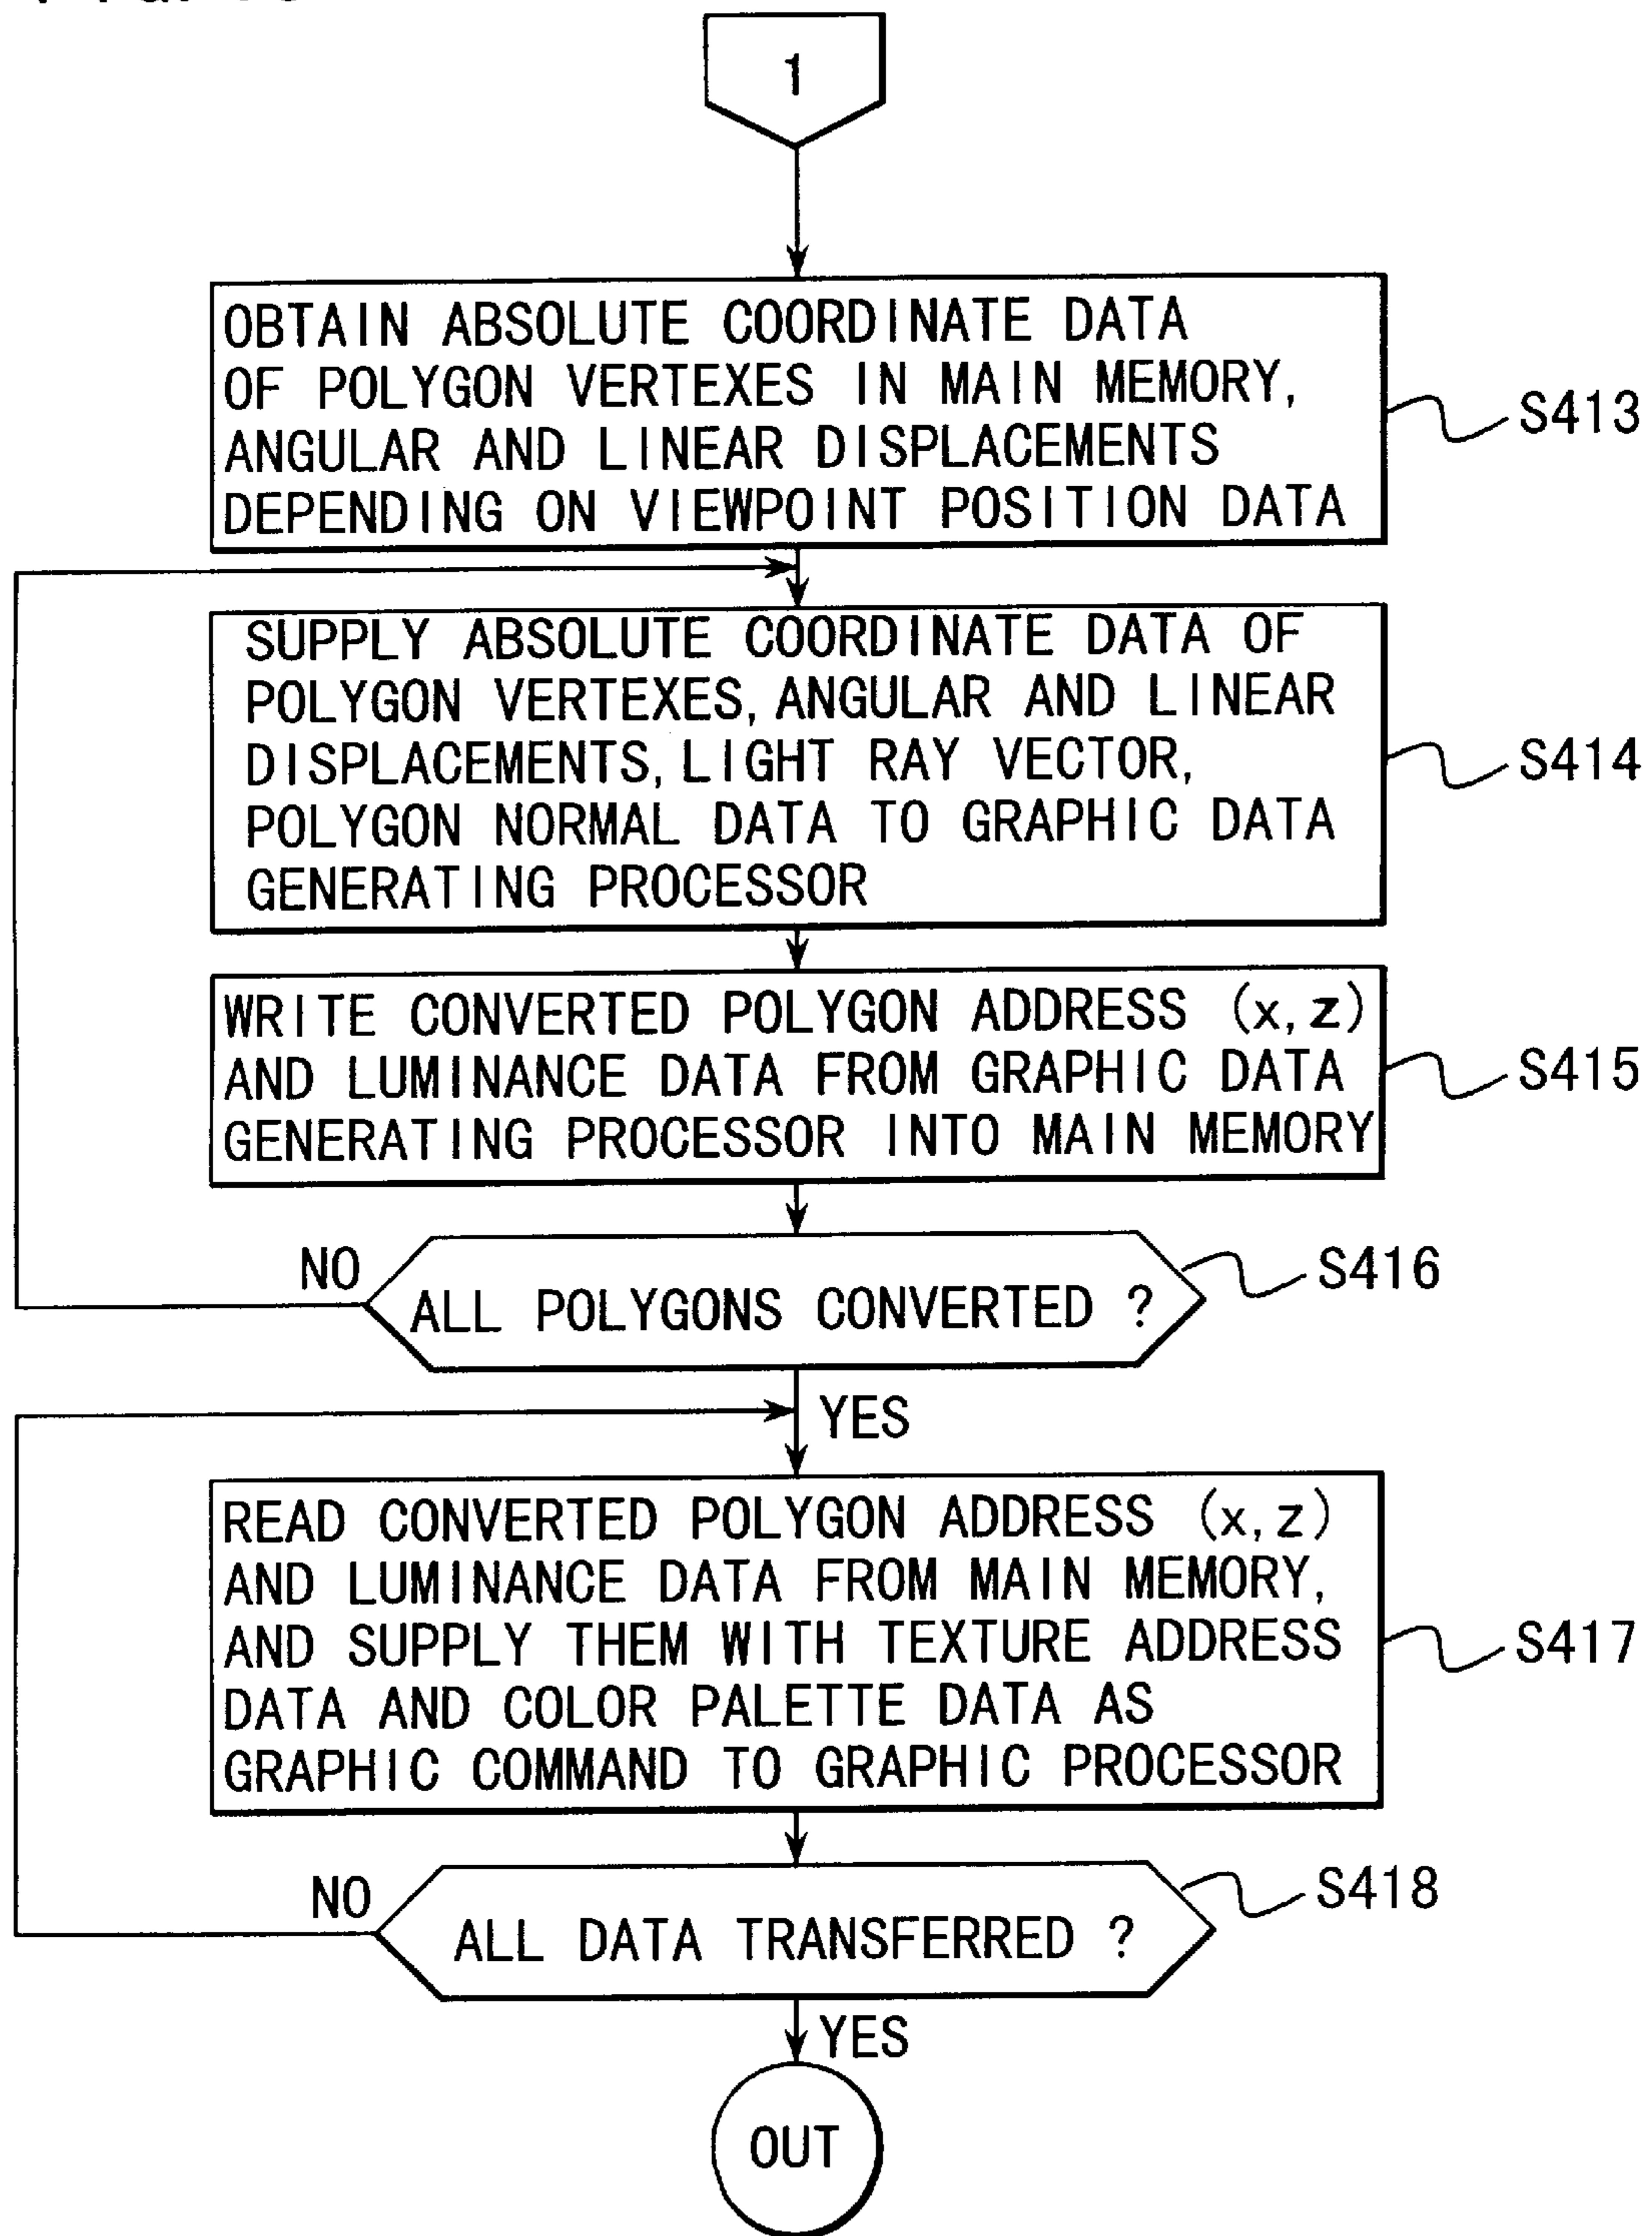 1
OBTAIN ABSOLUTE COORDINATE DATA
OF POLYGON VERTEXES IN MAIN MEMORY,
ANGULAR AND LINEAR DISPLACEMENTS
DEPENDING ON VIEWPOINT POSITION DATA
S413
SUPPLY ABSOLUTE COORDINATE DATA OF
POLYGON VERTEXES, ANGULAR AND LINEAR
DISPLACEMENTS, LIGHT RAY VECTOR,
POLYGON NORMAL DATA TO GRAPHIC DATA
GENERATING PROCESSOR
S414
WRITE CONVERTED POLYGON ADDRESS (x, z)
AND LUMINANCE DATA FROM GRAPHIC DATA
GENERATING PROCESSOR INTO MAIN MEMORY
S415
NO
ALL POLYGONS CONVERTED ?
S416
YES
READ CONVERTED POLYGON ADDRESS (x, z)
AND LUMINANCE DATA FROM MAIN MEMORY,
AND SUPPLY THEM WITH TEXTURE ADDRESS
DATA AND COLOR PALETTE DATA AS
GRAPHIC COMMAND TO GRAPHIC PROCESSOR
S417
NO
ALL DATA TRANSFERRED ?
S418
YES
OUT